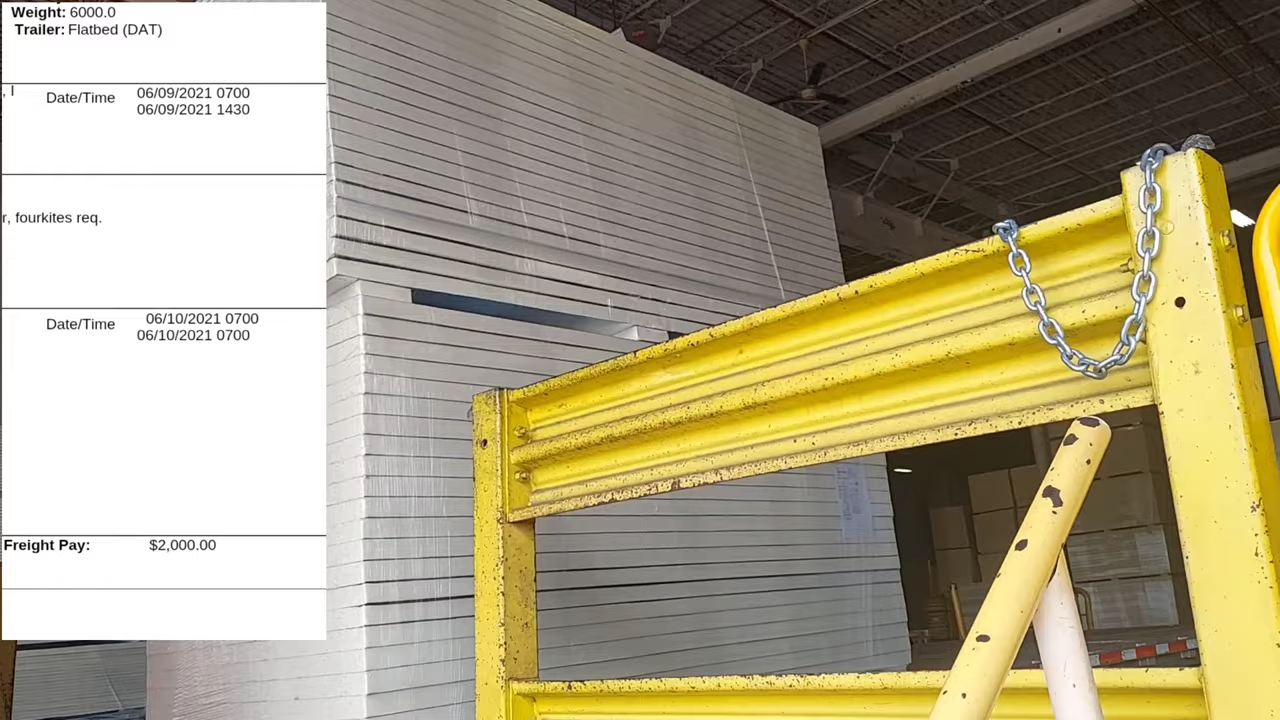 Weight: 6000.0
Trailer: Flatbed (DAT)
, I
Date/Time 06/09/2021 0700
06/09/2021 1430
r, fourkites req.
Date/Time 06/10/2021 0700
06/10/2021 0700
Freight Pay: $2,000.00